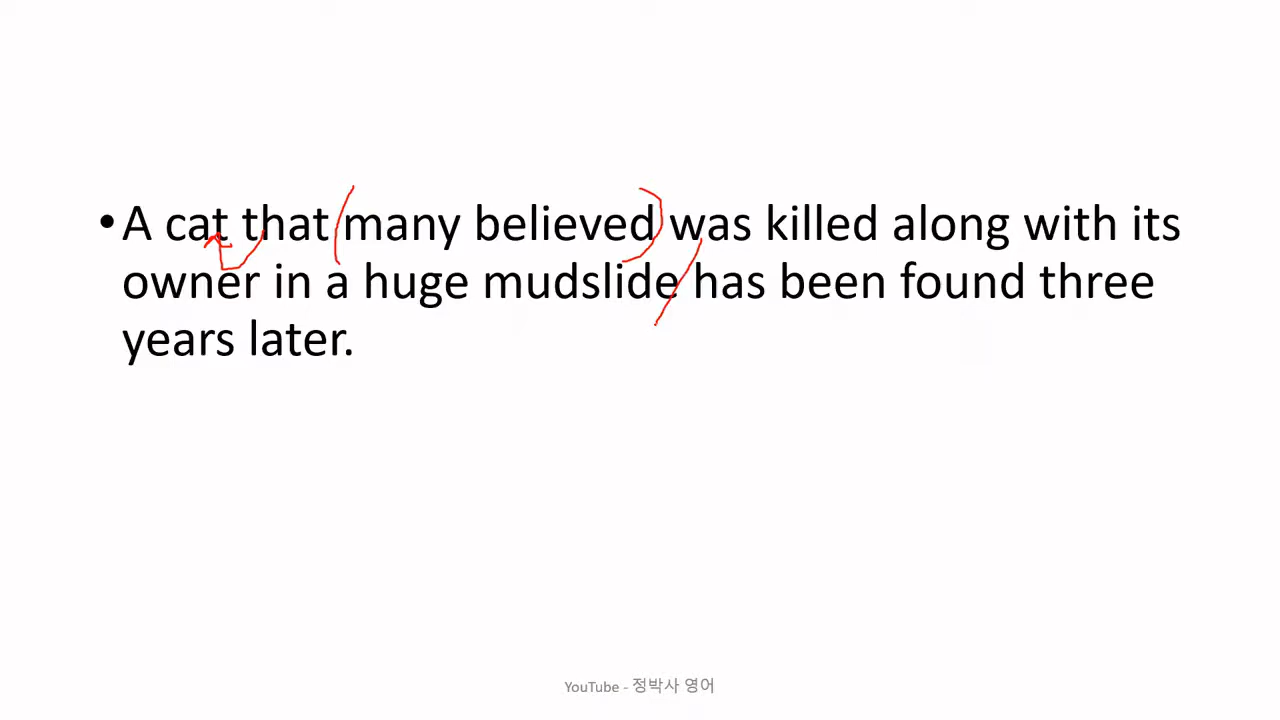 •A cat that many believed was killed along with its
owner in a huge mudslide has been found three
years later.
YouTube - 정박사 영어